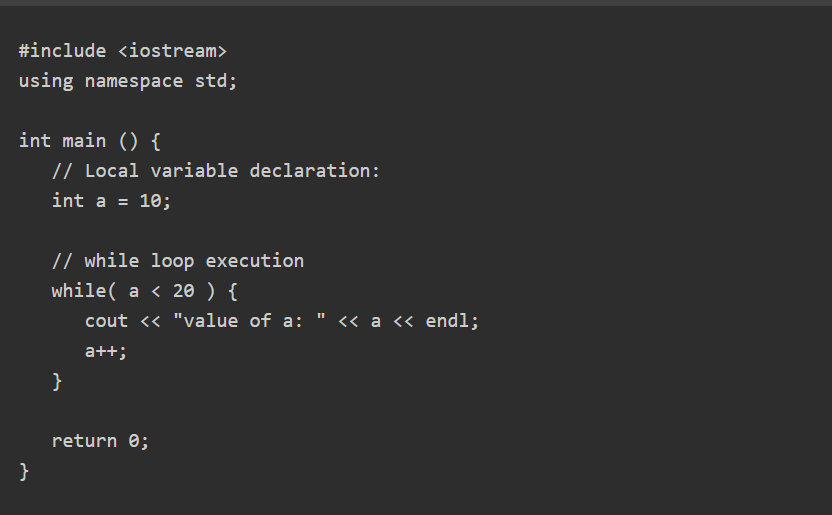 #include <iostream>
using namespace std;

int main () {
   // Local variable declaration:
   int a = 10;

   // while loop execution
   while( a < 20 ) {
      cout << "value of a: " << a << endl;
      a++;
   }

   return 0;
}